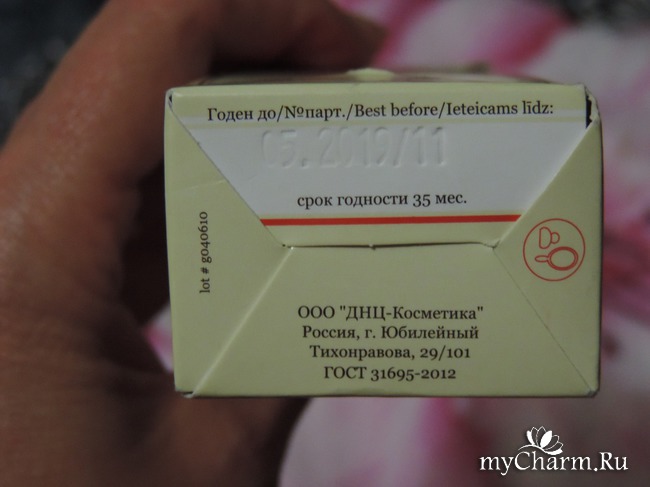 Годен до/№парт./Best before/Ieteicams līdz:
05.2019/11
срок годности 35 мес.
lot # g040610
ООО "ДНЦ-Косметика"
Россия, г. Юбилейный
Тихонравова, 29/101
ГОСТ 31695-2012
myCharm.Ru